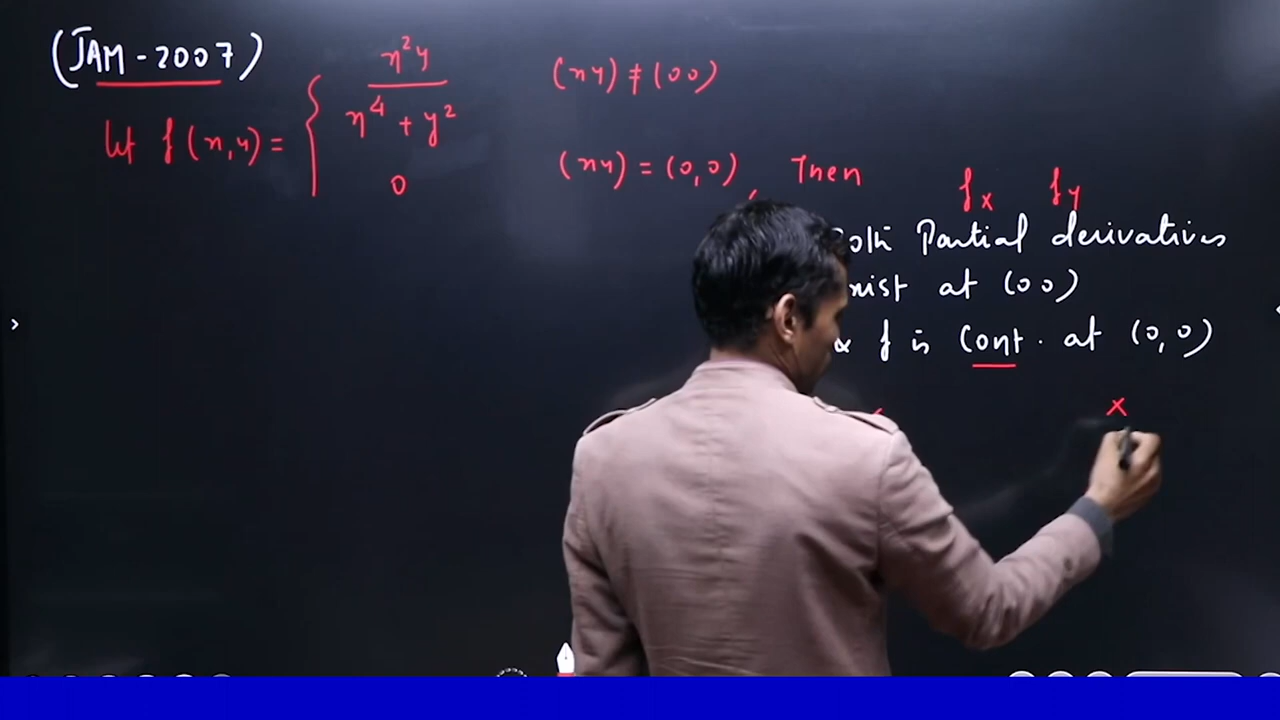 (JAM - 2007)
x²y
let f(x,y) =
x⁴ + y²
0
(x y) ≠ (0 0)
(x y) = (0,0), Then
fx fy
Partial derivatives
at (0 0)
& f is Cont. at (0,0)
x